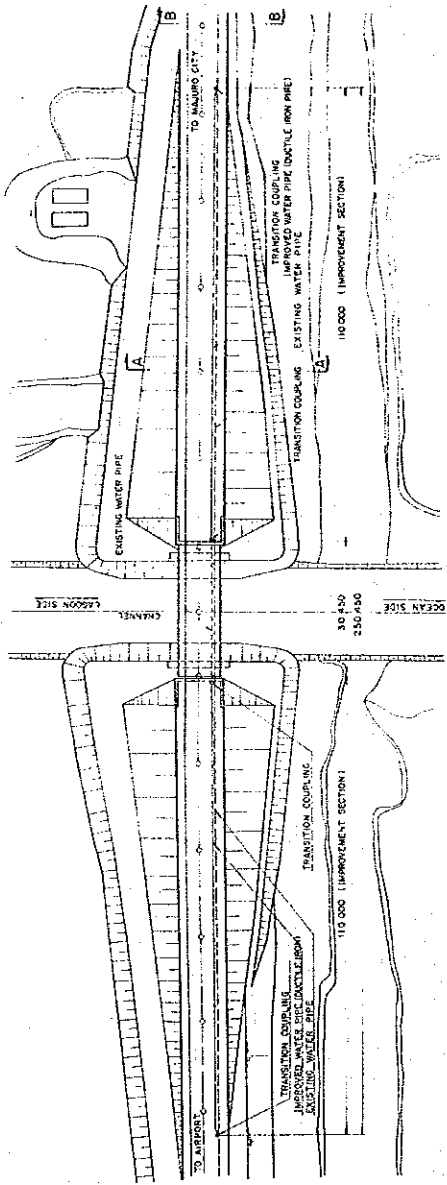 B
B
TO MAJURO CITY
TRANSITION COUPLING
IMPROVED WATER PIPE (DUCTILE IRON PIPE)
EXISTING WATER PIPE
TRANSITION COUPLING
110 000 (IMPROVEMENT SECTION)
A
A
EXISTING WATER PIPE
LAGOON SIDE
CHANNEL
30 450
250 450
OCEAN SIDE
TRANSITION COUPLING
110 000 (IMPROVEMENT SECTION)
TRANSITION COUPLING
IMPROVED WATER PIPE (DUCTILE IRON)
EXISTING WATER PIPE
TO AIRPORT